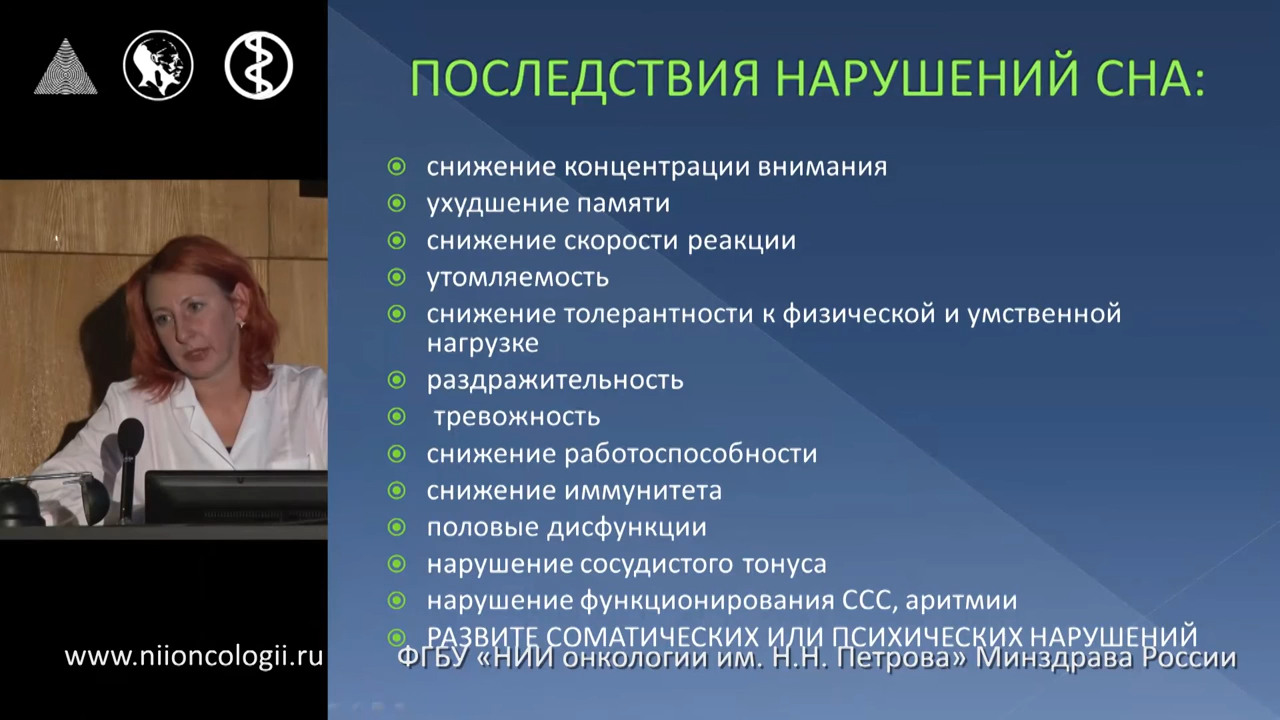 ПОСЛЕДСТВИЯ НАРУШЕНИЙ СНА:
снижение концентрации внимания
ухудшение памяти
снижение скорости реакции
утомляемость
снижение толерантности к физической и умственной
нагрузке
раздражительность
тревожность
снижение работоспособности
снижение иммунитета
половые дисфункции
нарушение сосудистого тонуса
нарушение функционирования ССС, аритмии
РАЗВИТЕ СОМАТИЧЕСКИХ ИЛИ ПСИХИЧЕСКИХ НАРУШЕНИЙ
www.niioncologii.ru
ФГБУ «НИИ онкологии им. Н.Н. Петрова» Минздрава России